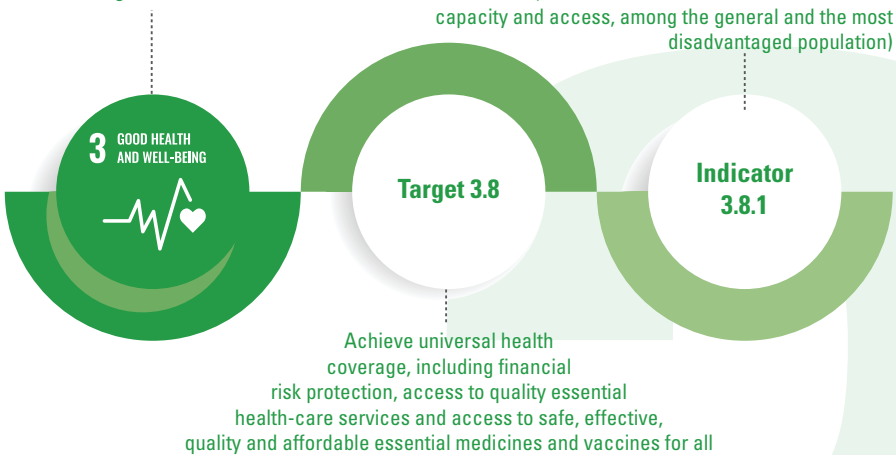 capacity and access, among the general and the most
disadvantaged population)
3 GOOD HEALTH
AND WELL-BEING
Target 3.8
Indicator
3.8.1
Achieve universal health
coverage, including financial
risk protection, access to quality essential
health-care services and access to safe, effective,
quality and affordable essential medicines and vaccines for all